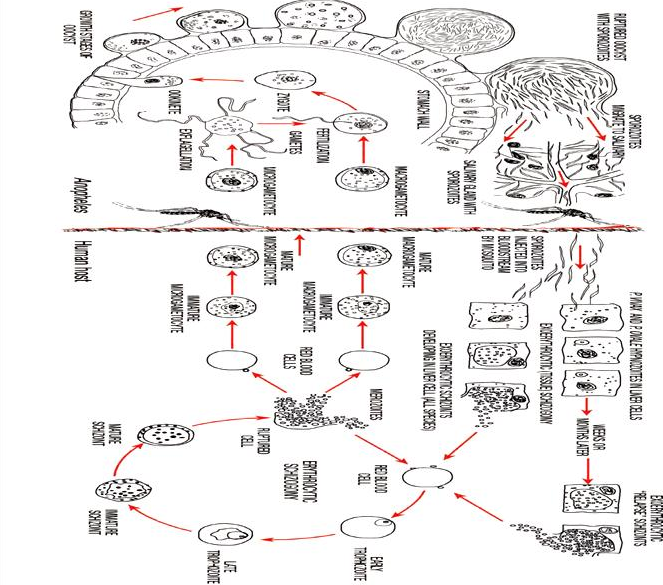 RUPTURED OOCYST
WITH SPOROZOITES
SPOROZOITES
MIGRATE TO SALIVARY
P. VIVAX AND P. OVALE HYPNOZOITES IN LIVER CELLS
WEEKS OR
MONTHS LATER
EXOERYTHROCYTIC
"RELAPSE" SCHIZONTS
SPOROZOITES
INJECTED INTO
BLOODSTREAM
BY MOSQUITO
EXOERYTHROCYTIC TISSUE SCHIZOGONY
STOMACH WALL
SALIVARY GLAND WITH
SPOROZOITES
EXOERYTHROCYTIC SCHIZONTS
DEVELOPING IN LIVER CELL (ALL SPECIES)
MACROGAMETOCYTE
MATURE
MACROGAMETOCYTE
IMMATURE
MACROGAMETOCYTE
MEROZOITES
RED BLOOD
CELL
EARLY
TROPHOZOITE
FERTILIZATION
GAMETES
ZYGOTE
RED BLOOD
CELLS
ERYTHROCYTIC
SCHIZOGONY
MICROGAMETOCYTE
MATURE
MICROGAMETOCYTE
RUPTURED
CELL
LATE
TROPHOZOITE
OOKINETE
EXFLAGELLATION
IMMATURE
MICROGAMETOCYTE
GROWTH STAGES OF
OOCYST
MATURE
SCHIZONT
IMMATURE
SCHIZONT
Anopheles
Human host